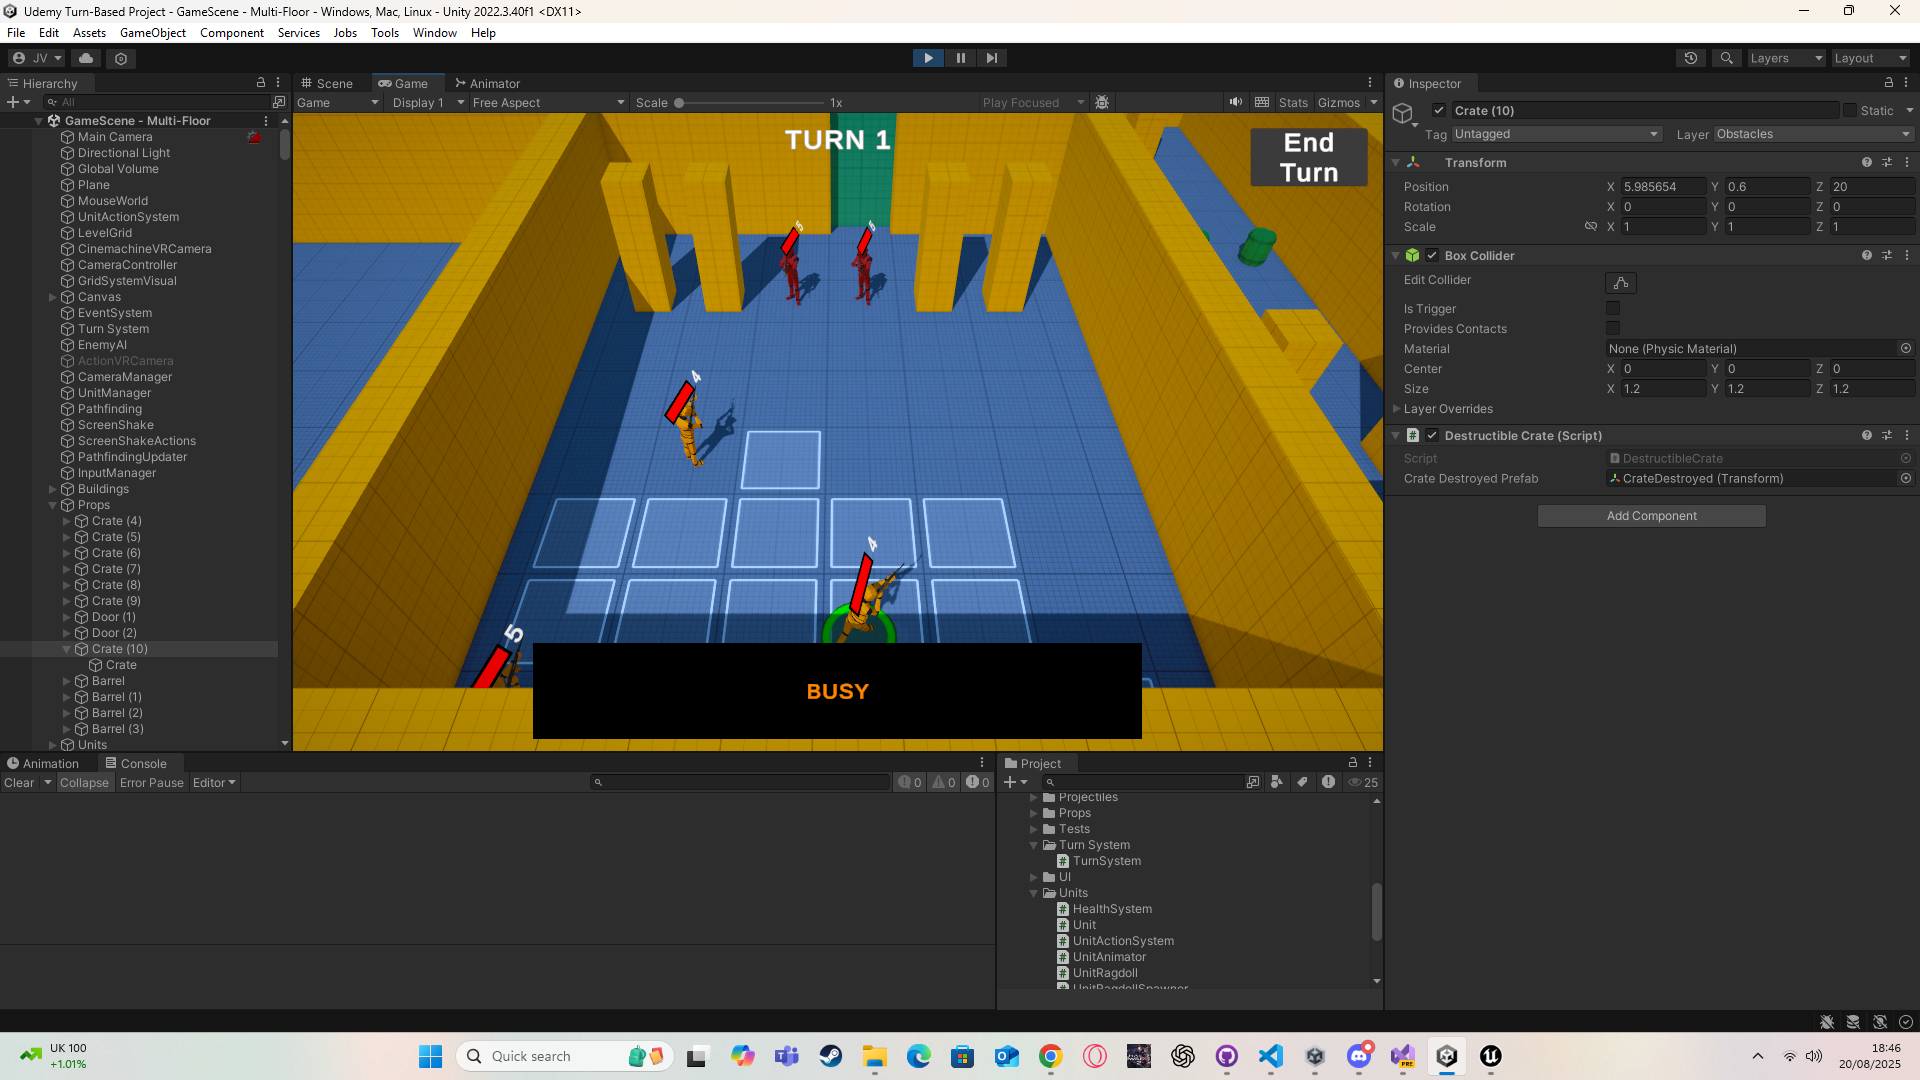 Udemy Turn-Based Project - GameScene - Multi-Floor - Windows, Mac, Linux - Unity 2022.3.40f1 <DX11>
File Edit Assets GameObject Component Services Jobs Tools Window Help
JV
Layers Layout
Hierarchy
All
GameScene - Multi-Floor
Main Camera
Directional Light
Global Volume
Plane
MouseWorld
UnitActionSystem
LevelGrid
CinemachineVRCamera
CameraController
GridSystemVisual
Canvas
EventSystem
Turn System
EnemyAI
ActionVRCamera
CameraManager
UnitManager
Pathfinding
ScreenShake
ScreenShakeActions
PathfindingUpdater
InputManager
Buildings
Props
Crate (4)
Crate (5)
Crate (6)
Crate (7)
Crate (8)
Crate (9)
Door (1)
Door (2)
Crate (10)
Crate
Barrel
Barrel (1)
Barrel (2)
Barrel (3)
Units
Scene Game Animator
Game Display 1 Free Aspect Scale 1x Play Focused Stats Gizmos
TURN 1
End
Turn
5
5
4
4
5
BUSY
Inspector
Crate (10) Static
Tag Untagged Layer Obstacles
Transform
Position X 5.985654 Y 0.6 Z 20
Rotation X 0 Y 0 Z 0
Scale X 1 Y 1 Z 1
Box Collider
Edit Collider
Is Trigger
Provides Contacts
Material None (Physic Material)
Center X 0 Y 0 Z 0
Size X 1.2 Y 1.2 Z 1.2
Layer Overrides
Destructible Crate (Script)
Script DestructibleCrate
Crate Destroyed Prefab CrateDestroyed (Transform)
Add Component
Animation Console
Clear Collapse Error Pause Editor 0 0 0
Project
25
Projectiles
Props
Tests
Turn System
TurnSystem
UI
Units
HealthSystem
Unit
UnitActionSystem
UnitAnimator
UnitRagdoll
UnitRagdollSpawner
UK 100
+1.01%
Quick search
PRE
18:46
20/08/2025